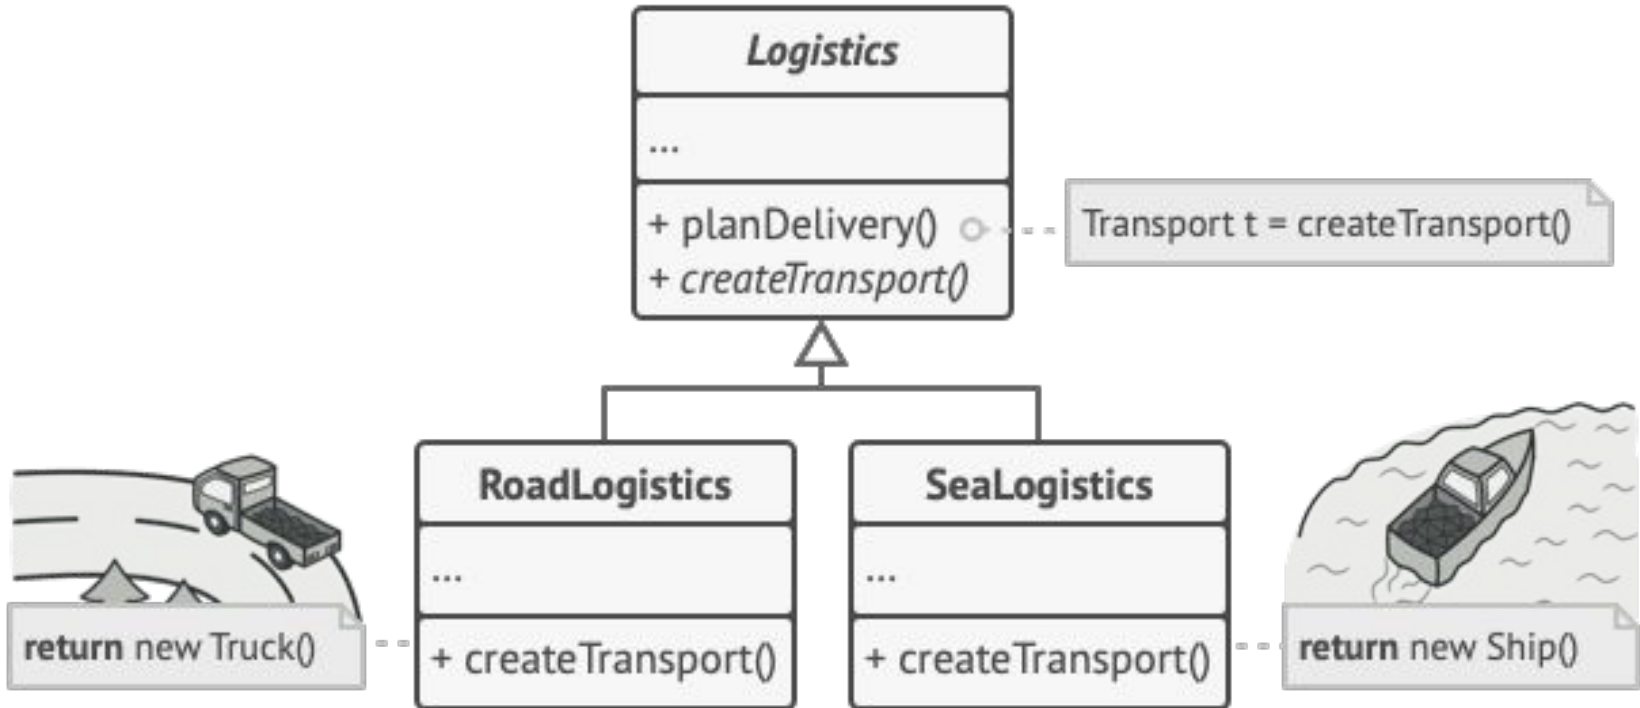 Logistics
...
+ planDelivery()
Transport t = createTransport()
+ createTransport()
RoadLogistics
...
+ createTransport()
return new Truck()
SeaLogistics
...
+ createTransport()
return new Ship()